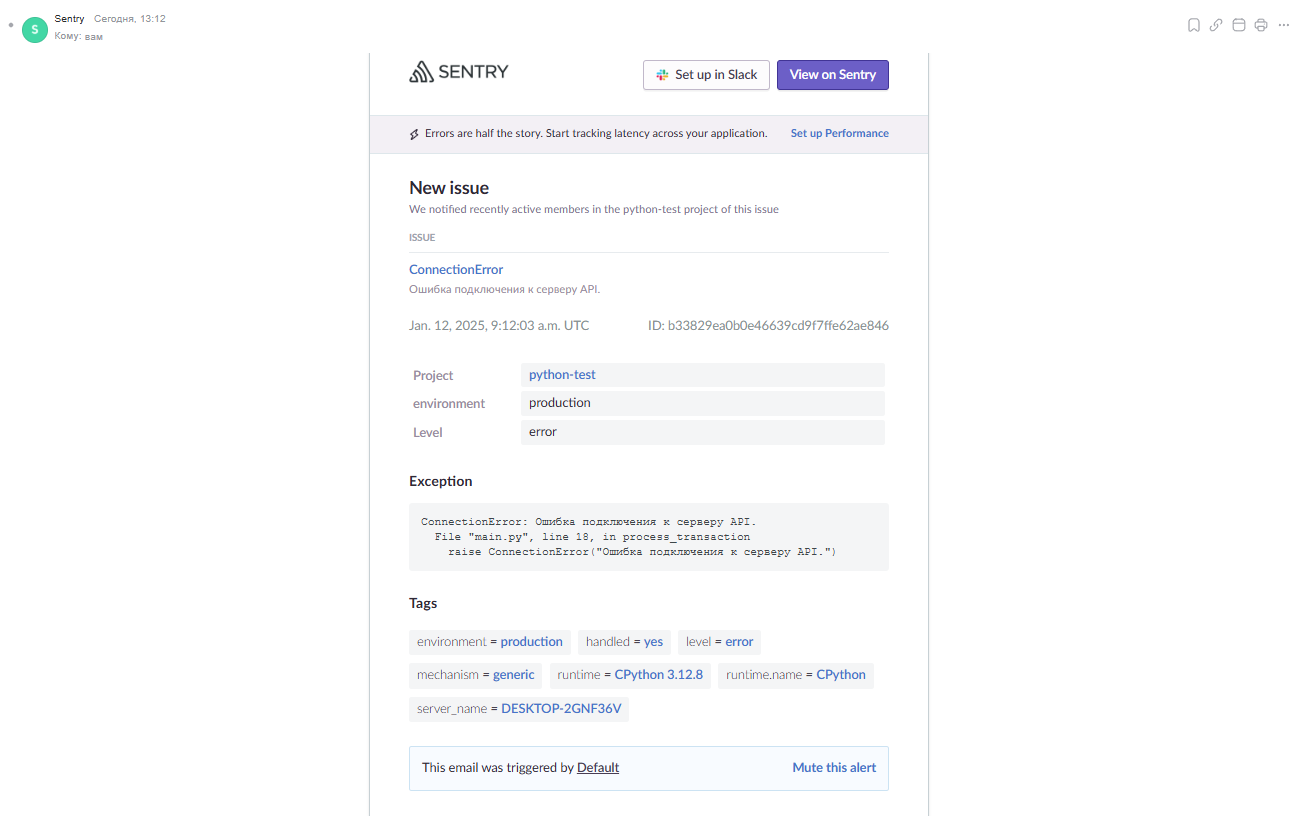 Sentry Сегодня, 13:12
S
Кому: вам
SENTRY
Set up in Slack
View on Sentry
Errors are half the story. Start tracking latency across your application. Set up Performance
New issue
We notified recently active members in the python-test project of this issue
ISSUE
ConnectionError
Ошибка подключения к серверу API.
Jan. 12, 2025, 9:12:03 a.m. UTC ID: b33829ea0b0e46639cd9f7ffe62ae846
Project python-test
environment production
Level error
Exception
ConnectionError: Ошибка подключения к серверу API.
File "main.py", line 18, in process_transaction
raise ConnectionError("Ошибка подключения к серверу API.")
Tags
environment = production handled = yes level = error
mechanism = generic runtime = CPython 3.12.8 runtime.name = CPython
server_name = DESKTOP-2GNF36V
This email was triggered by Default Mute this alert